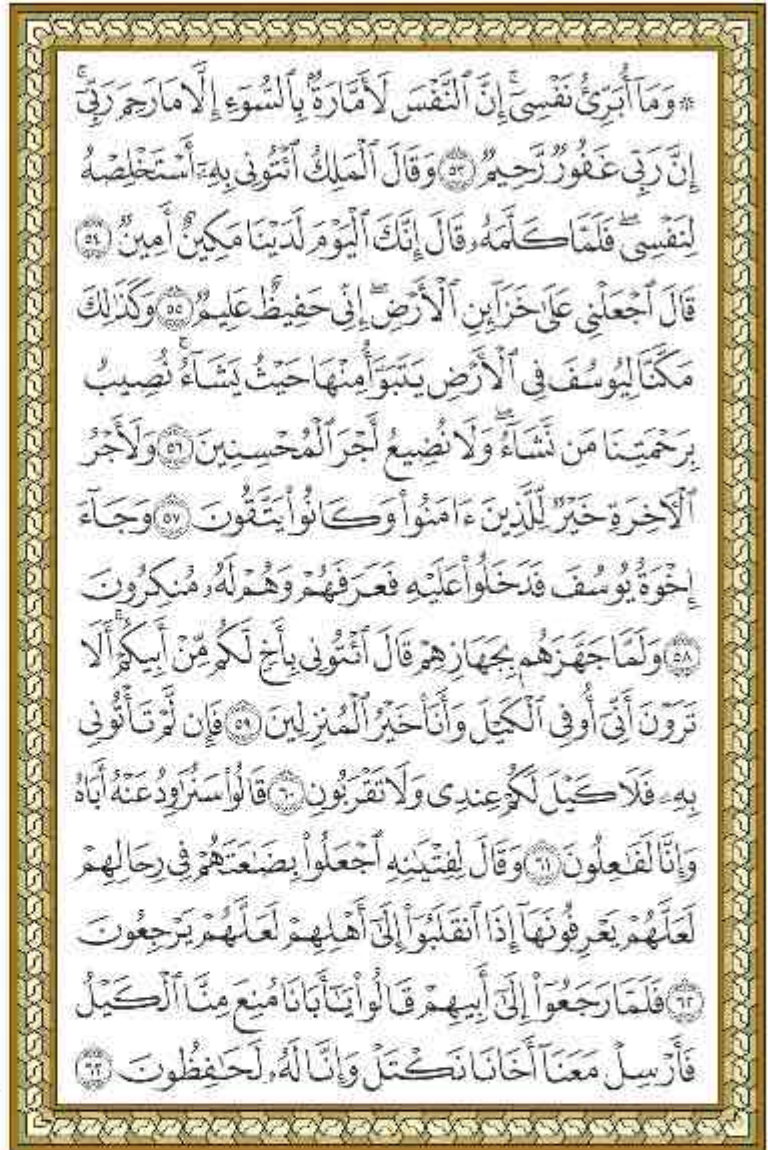 ۞ وَمَآ أُبَرِّئُ نَفْسِىٓ ۚ إِنَّ ٱلنَّفْسَ لَأَمَّارَةٌۢ بِٱلسُّوٓءِ إِلَّا مَا رَحِمَ رَبِّىٓ ۚ
إِنَّ رَبِّى غَفُورٌ رَّحِيمٌ ٥٣ وَقَالَ ٱلْمَلِكُ ٱئْتُونِى بِهِۦٓ أَسْتَخْلِصْهُ
لِنَفْسِى ۖ فَلَمَّا كَلَّمَهُۥ قَالَ إِنَّكَ ٱلْيَوْمَ لَدَيْنَا مَكِينٌ أَمِينٌ ٥٤
قَالَ ٱجْعَلْنِى عَلَىٰ خَزَآئِنِ ٱلْأَرْضِ ۖ إِنِّى حَفِيظٌ عَلِيمٌ ٥٥ وَكَذَٰلِكَ
مَكَّنَّا لِيُوسُفَ فِى ٱلْأَرْضِ يَتَبَوَّأُ مِنْهَا حَيْثُ يَشَآءُ ۚ نُصِيبُ
بِرَحْمَتِنَا مَن نَّشَآءُ ۖ وَلَا نُضِيعُ أَجْرَ ٱلْمُحْسِنِينَ ٥٦ وَلَأَجْرُ
ٱلْـَٔاخِرَةِ خَيْرٌ لِّلَّذِينَ ءَامَنُوا۟ وَكَانُوا۟ يَتَّقُونَ ٥٧ وَجَآءَ
إِخْوَةُ يُوسُفَ فَدَخَلُوا۟ عَلَيْهِ فَعَرَفَهُمْ وَهُمْ لَهُۥ مُنكِرُونَ
٥٨ وَلَمَّا جَهَّزَهُم بِجَهَازِهِمْ قَالَ ٱئْتُونِى بِأَخٍ لَّكُم مِّنْ أَبِيكُمْ ۚ أَلَا
تَرَوْنَ أَنِّىٓ أُوفِى ٱلْكَيْلَ وَأَنَا۠ خَيْرُ ٱلْمُنزِلِينَ ٥٩ فَإِن لَّمْ تَأْتُونِى
بِهِۦ فَلَا كَيْلَ لَكُمْ عِندِى وَلَا تَقْرَبُونِ ٦٠ قَالُوا۟ سَنُرَٰوِدُ عَنْهُ أَبَاهُ
وَإِنَّا لَفَٰعِلُونَ ٦١ وَقَالَ لِفِتْيَٰنِهِ ٱجْعَلُوا۟ بِضَٰعَتَهُمْ فِى رِحَالِهِمْ
لَعَلَّهُمْ يَعْرِفُونَهَآ إِذَا ٱنقَلَبُوٓا۟ إِلَىٰٓ أَهْلِهِمْ لَعَلَّهُمْ يَرْجِعُونَ
٦٢ فَلَمَّا رَجَعُوٓا۟ إِلَىٰٓ أَبِيهِمْ قَالُوا۟ يَٰٓأَبَانَا مُنِعَ مِنَّا ٱلْكَيْلُ
فَأَرْسِلْ مَعَنَآ أَخَانَا نَكْتَلْ وَإِنَّا لَهُۥ لَحَٰفِظُونَ ٦٣